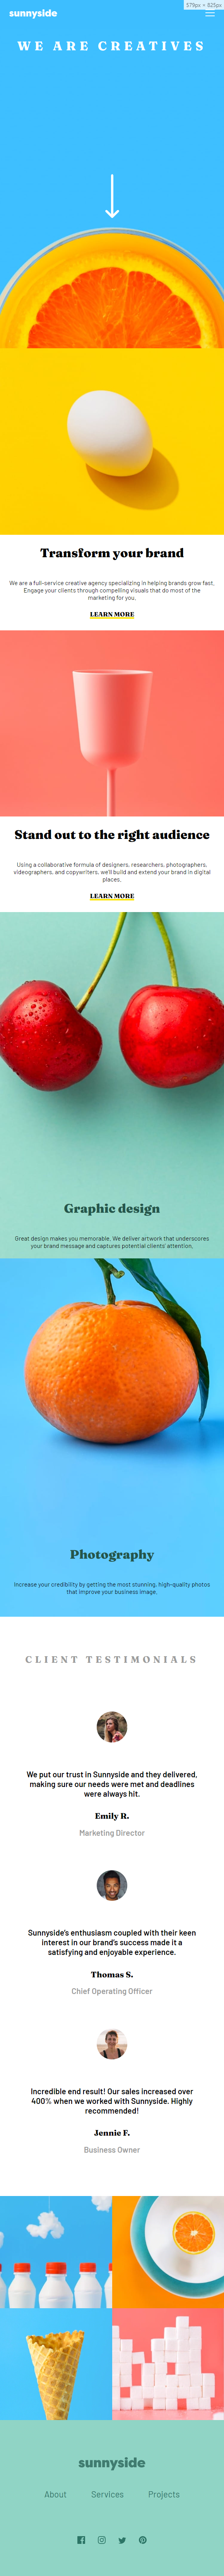 sunnyside
579px × 825px
WE ARE CREATIVES
Transform your brand
We are a full-service creative agency specializing in helping brands grow fast.
Engage your clients through compelling visuals that do most of the
marketing for you.
LEARN MORE
Stand out to the right audience
Using a collaborative formula of designers, researchers, photographers,
videographers, and copywriters, we'll build and extend your brand in digital
places.
LEARN MORE
Graphic design
Great design makes you memorable. We deliver artwork that underscores
your brand message and captures potential clients' attention.
Photography
Increase your credibility by getting the most stunning, high-quality photos
that improve your business image.
CLIENT TESTIMONIALS
We put our trust in Sunnyside and they delivered,
making sure our needs were met and deadlines
were always hit.
Emily R.
Marketing Director
Sunnyside's enthusiasm coupled with their keen
interest in our brand's success made it a
satisfying and enjoyable experience.
Thomas S.
Chief Operating Officer
Incredible end result! Our sales increased over
400% when we worked with Sunnyside. Highly
recommended!
Jennie F.
Business Owner
sunnyside
About Services Projects